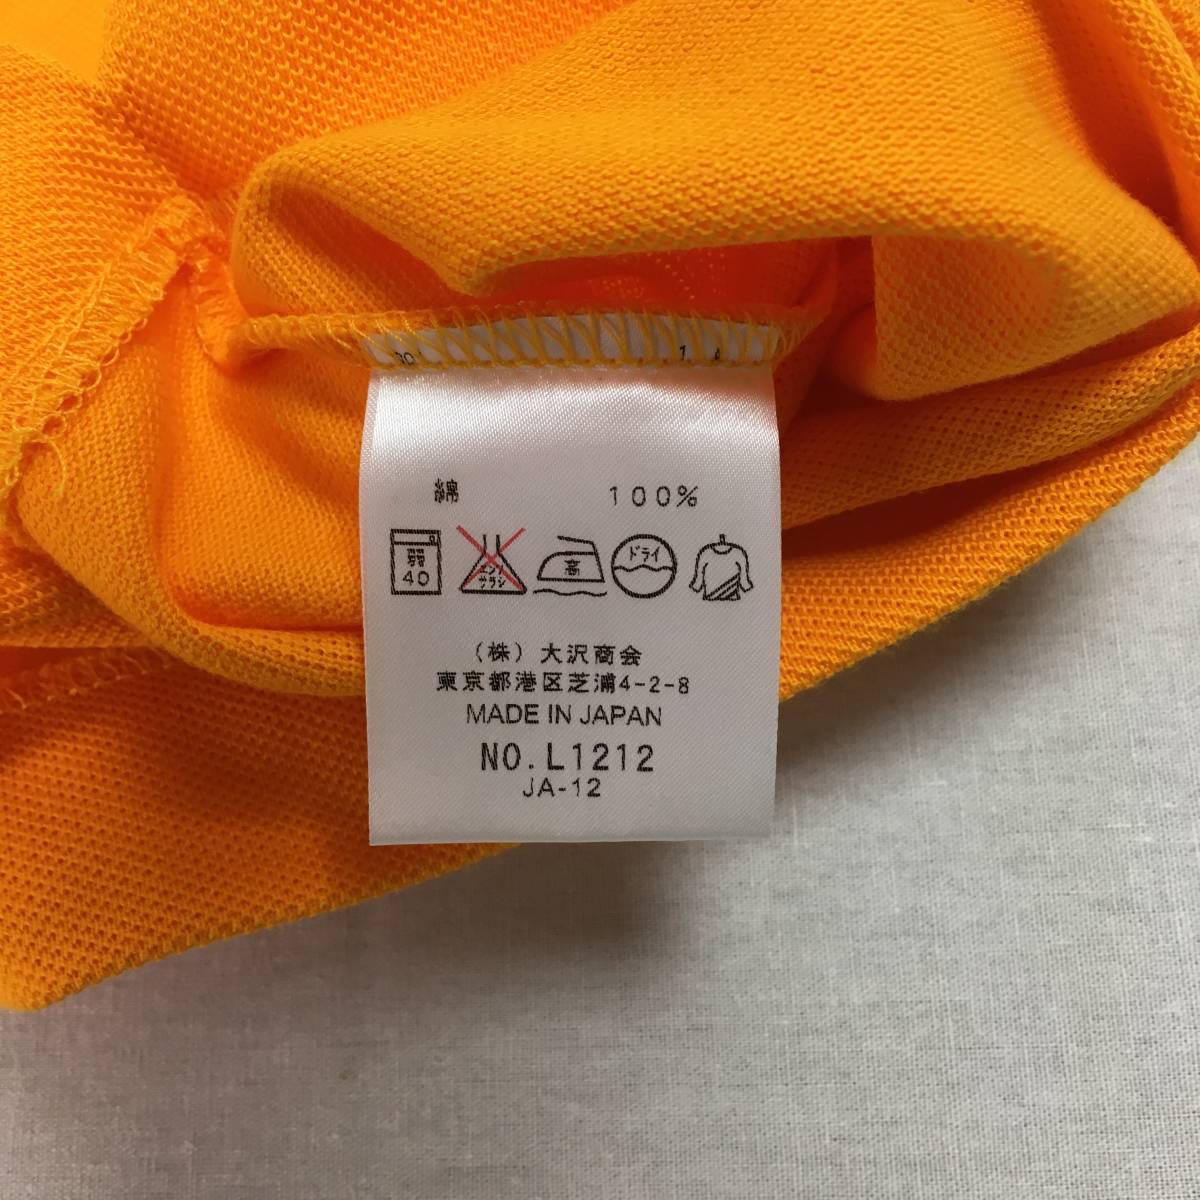 綿 100%
弱 40 エンソ サラシ 高 ドライ
(株) 大沢商会
東京都港区芝浦4-2-8
MADE IN JAPAN
NO. L1212
JA-12